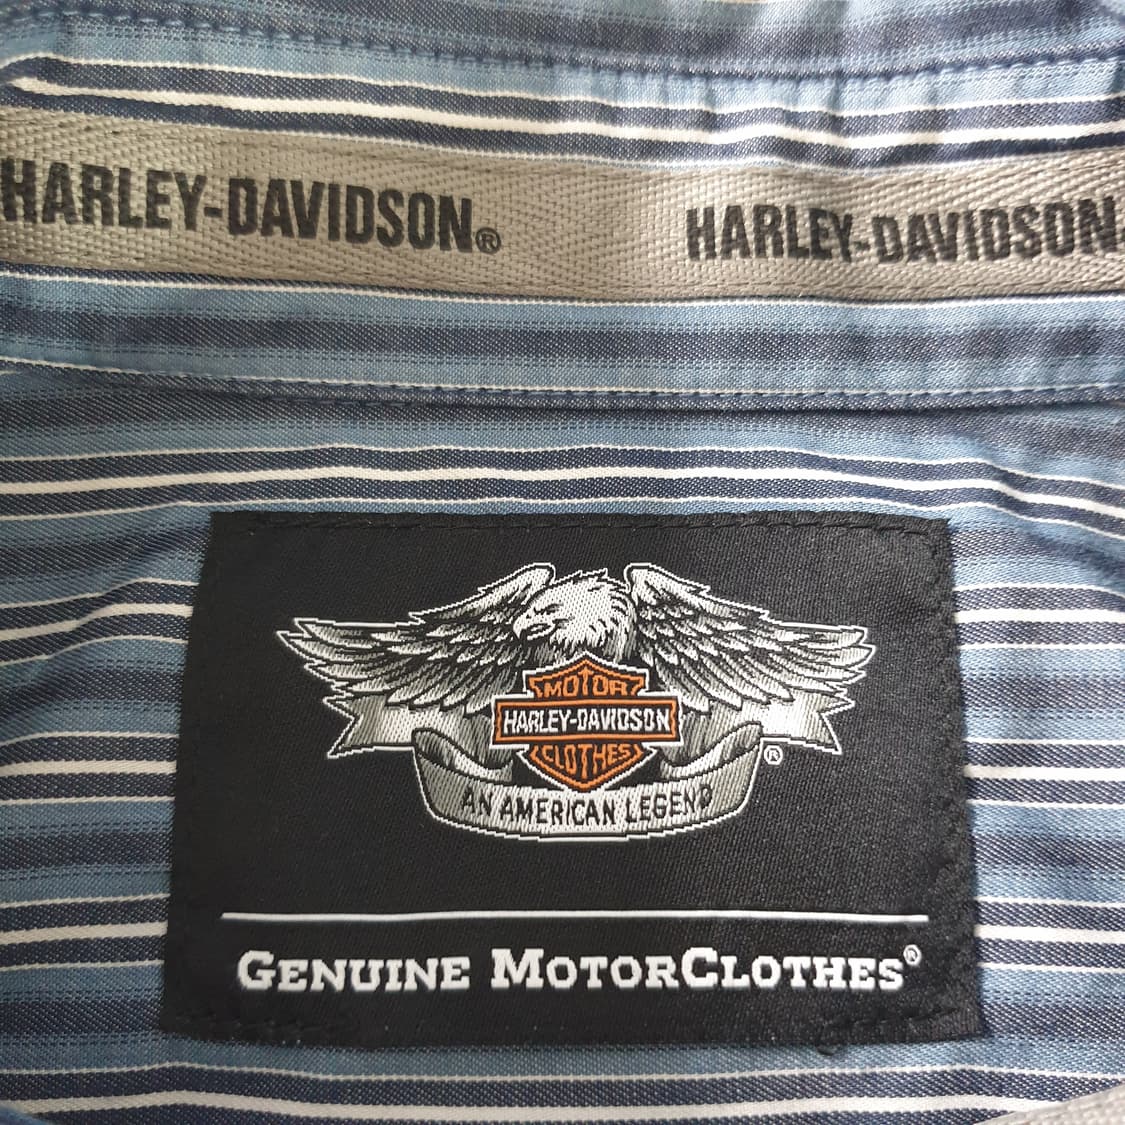 HARLEY-DAVIDSON® HARLEY-DAVIDSON
MOTOR
HARLEY-DAVIDSON
CLOTHES
®
AN AMERICAN LEGEND
GENUINE MOTORCLOTHES®